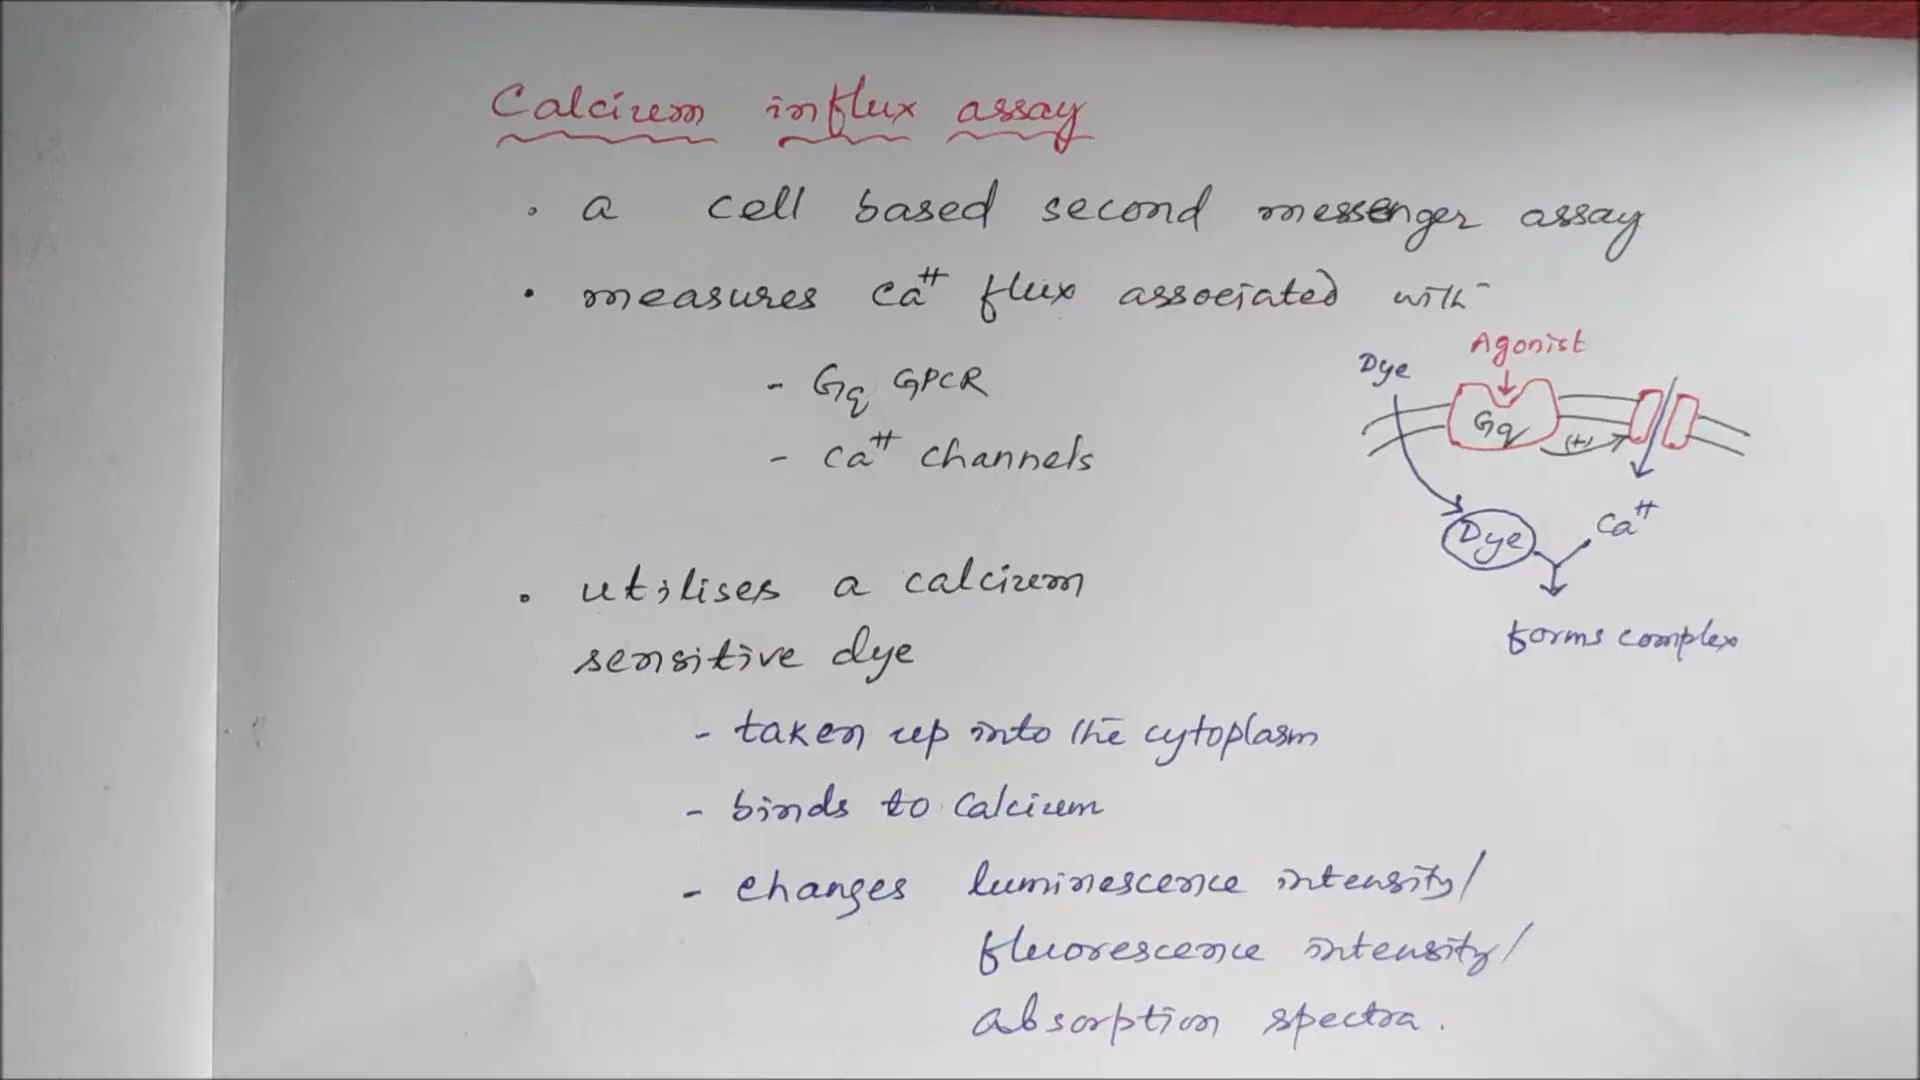 Calcium influx assay
• a cell based second messenger assay
• measures Ca++ flux associated with
- Gq GPCR
- Ca++ channels
Agonist
Dye
Gq
(+)
Dye
Ca++
forms complex
• utilises a calcium
sensitive dye
- taken up into the cytoplasm
- binds to Calcium
- changes luminescence intensity/
fluorescence intensity/
absorption spectra.